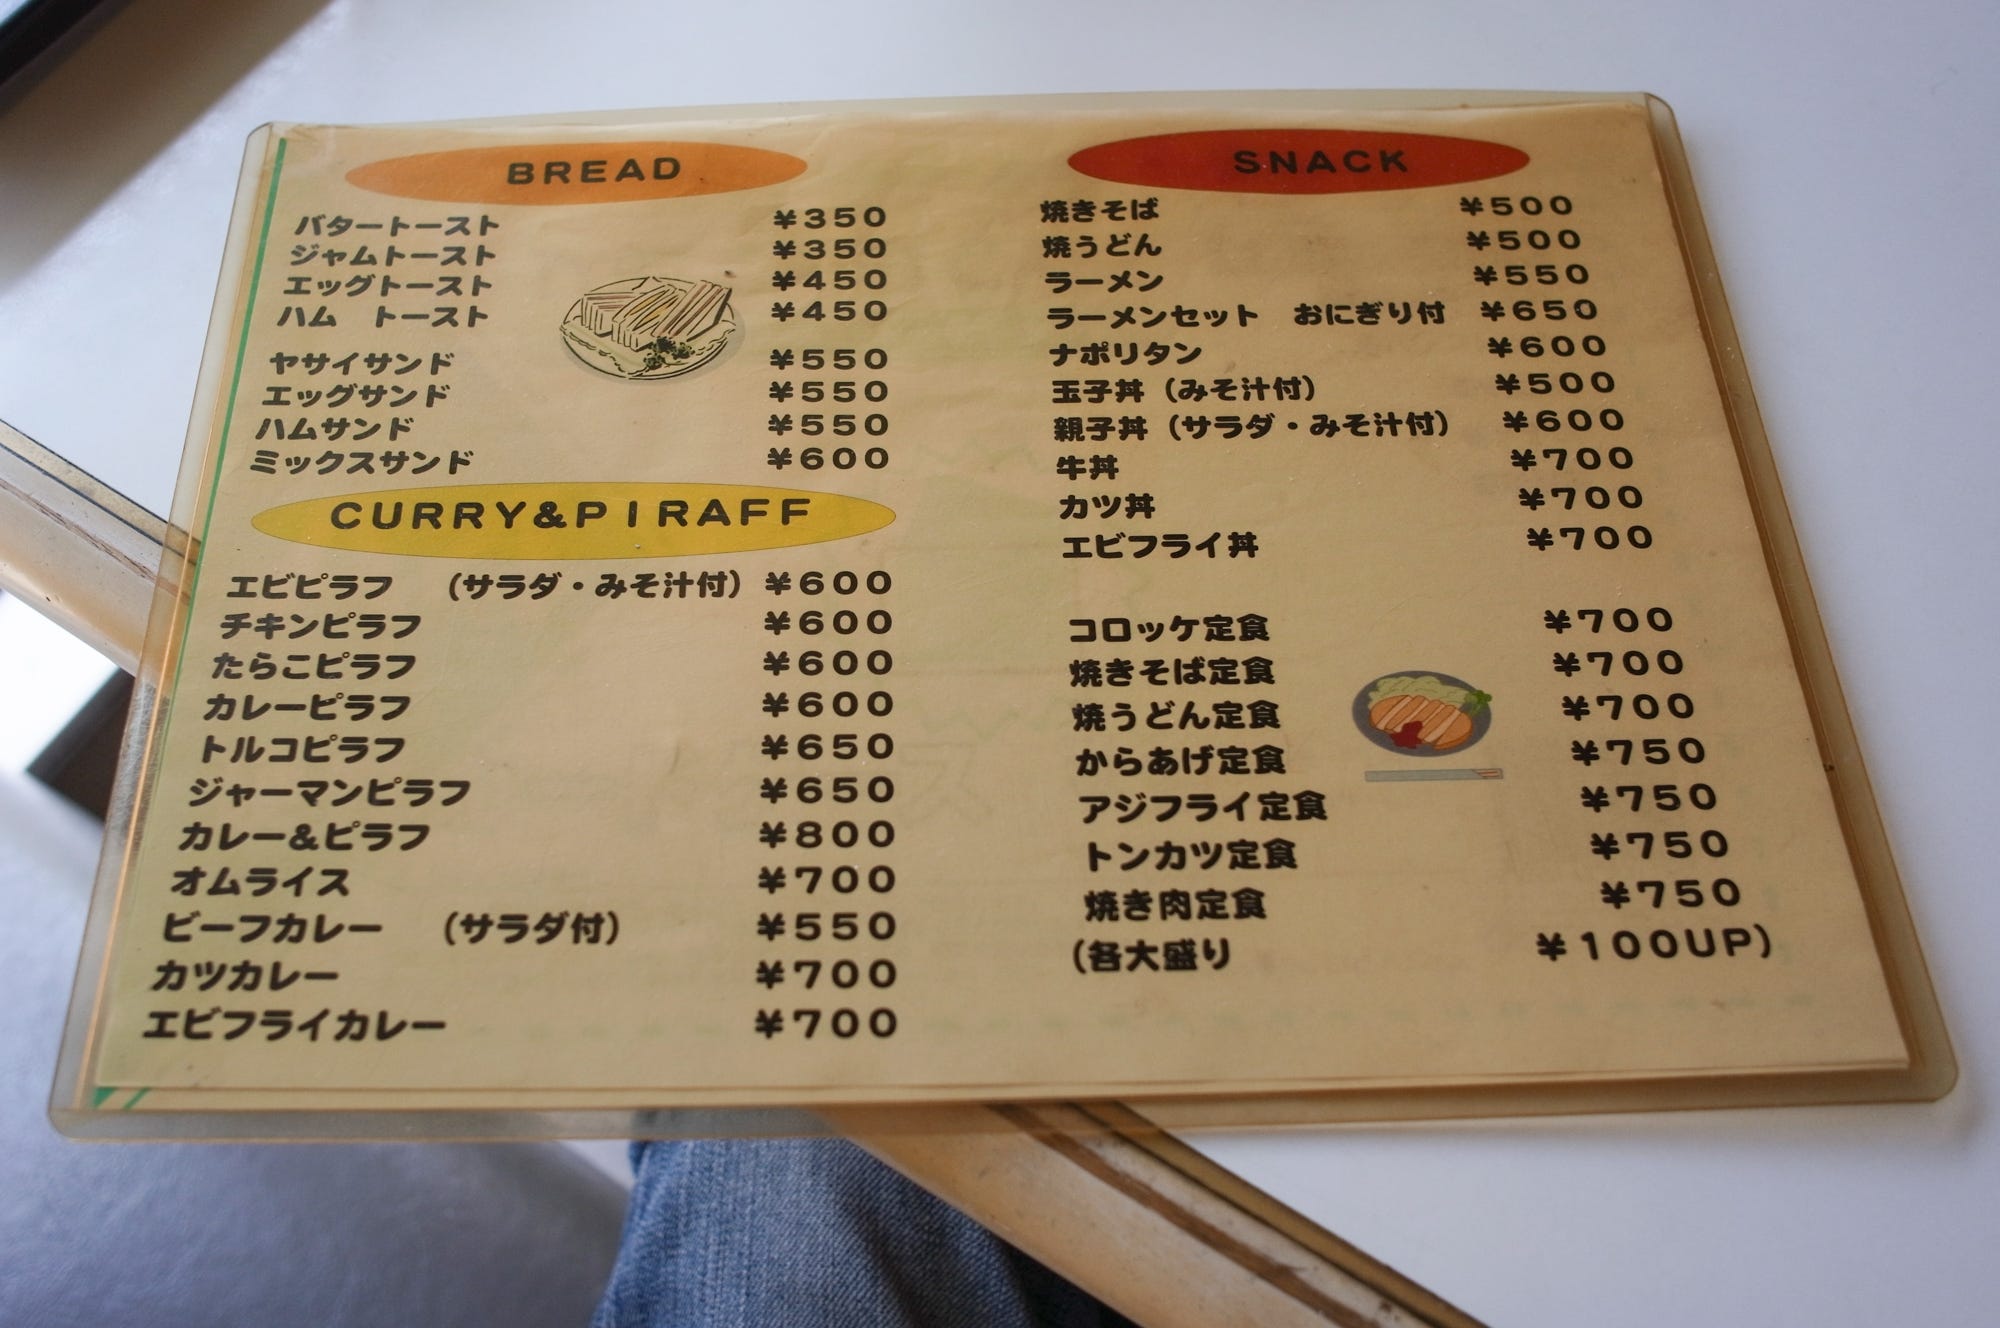 BREAD
バタートースト ¥350
ジャムトースト ¥350
エッグトースト ¥450
ハム トースト ¥450
ヤサイサンド ¥550
エッグサンド ¥550
ハムサンド ¥550
ミックスサンド ¥600
CURRY&PIRAFF
エビピラフ (サラダ・みそ汁付) ¥600
チキンピラフ ¥600
たらこピラフ ¥600
カレーピラフ ¥600
トルコピラフ ¥650
ジャーマンピラフ ¥650
カレー&ピラフ ¥800
オムライス ¥700
ビーフカレー (サラダ付) ¥550
カツカレー ¥700
エビフライカレー ¥700
SNACK
焼きそば ¥500
焼うどん ¥500
ラーメン ¥550
ラーメンセット おにぎり付 ¥650
ナポリタン ¥600
玉子丼 (みそ汁付) ¥500
親子丼 (サラダ・みそ汁付) ¥600
牛丼 ¥700
カツ丼 ¥700
エビフライ丼 ¥700
コロッケ定食 ¥700
焼きそば定食 ¥700
焼うどん定食 ¥700
からあげ定食 ¥750
アジフライ定食 ¥750
トンカツ定食 ¥750
焼き肉定食 ¥750
(各大盛り ¥100UP)